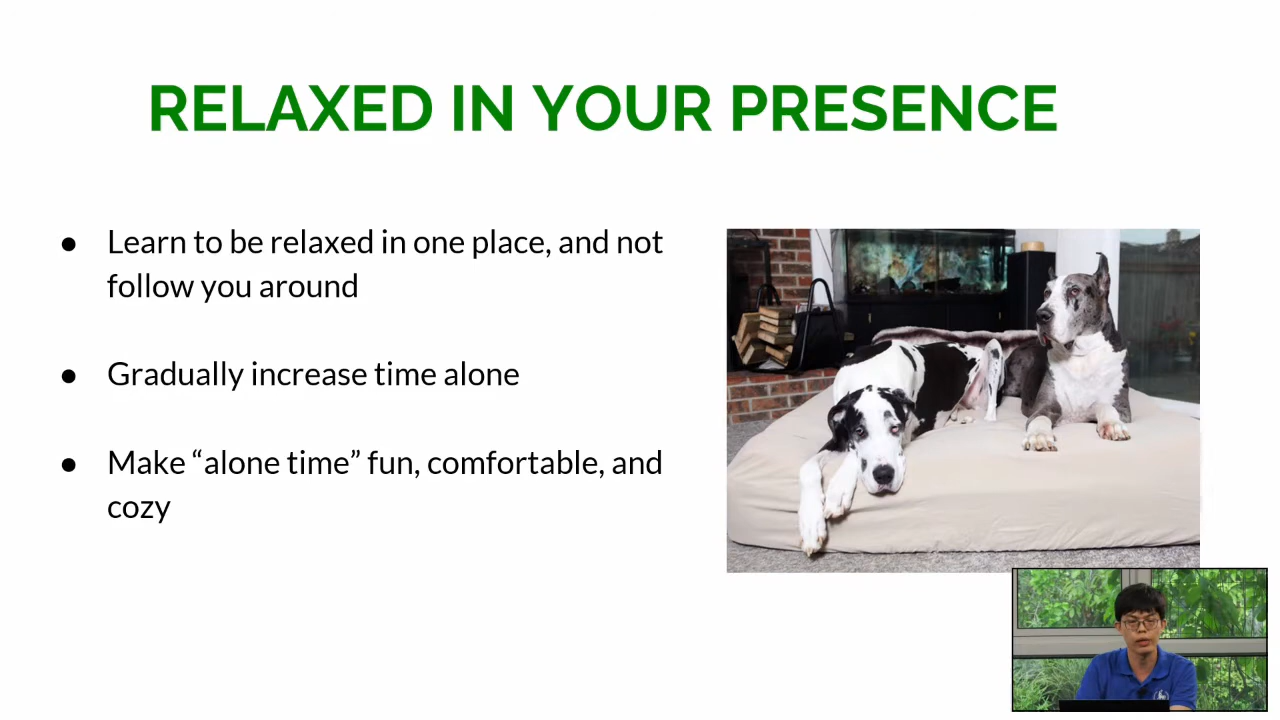 RELAXED IN YOUR PRESENCE
● Learn to be relaxed in one place, and not
follow you around
● Gradually increase time alone
● Make “alone time” fun, comfortable, and
cozy